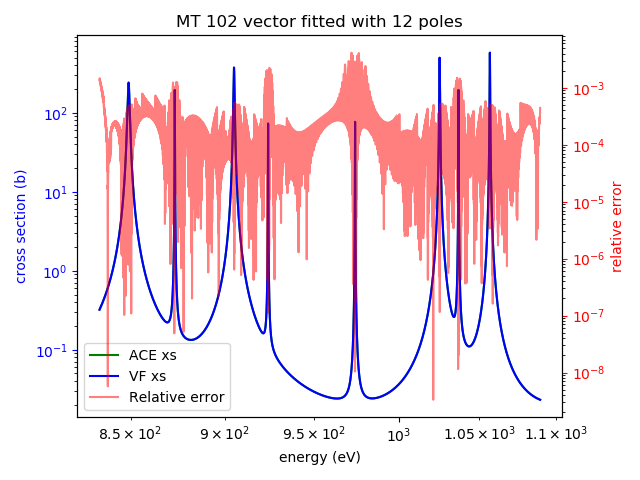 MT 102 vector fitted with 12 poles
cross section (b)
10²
10¹
10⁰
10⁻¹
10⁻³
10⁻⁴
10⁻⁵
10⁻⁶
10⁻⁷
10⁻⁸
relative error
ACE xs
VF xs
Relative error
8.5×10² 9×10² 9.5×10² 10³ 1.05×10³ 1.1×10³
energy (eV)